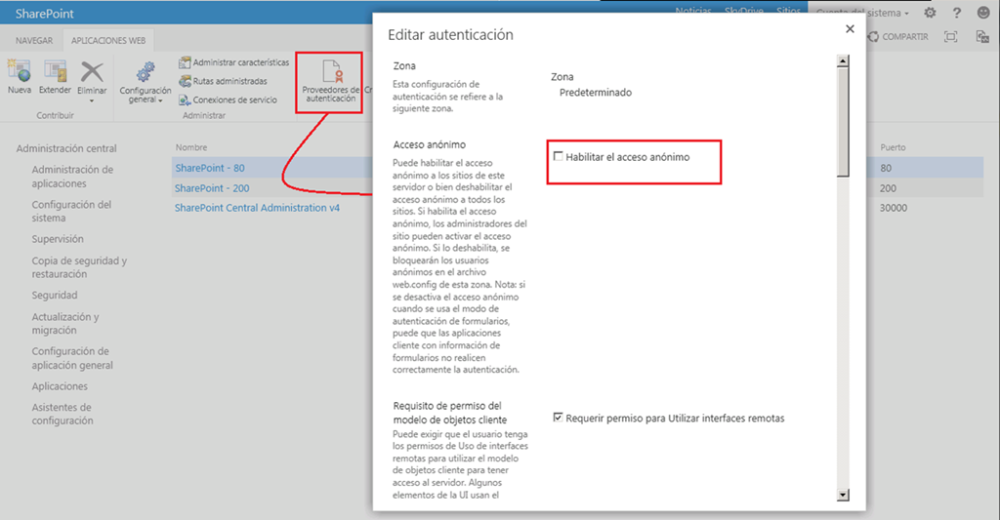 SharePoint
Noticias SkyDrive Sitios
Cuenta del sistema
NAVEGAR
APLICACIONES WEB
COMPARTIR
Nueva
Extender
Eliminar
Contribuir
Configuración
general
Administrar características
Rutas administradas
Conexiones de servicio
Administrar
Proveedores de
autenticación
Administración central
Administración de
aplicaciones
Configuración del
sistema
Supervisión
Copia de seguridad y
restauración
Seguridad
Actualización y
migración
Configuración de
aplicación general
Aplicaciones
Asistentes de
configuración
Nombre
SharePoint - 80
SharePoint - 200
SharePoint Central Administration v4
Editar autenticación
Zona
Esta configuración de
autenticación se refiere a la
siguiente zona.
Zona
Predeterminado
Acceso anónimo
Puede habilitar el acceso
anónimo a los sitios de este
servidor o bien deshabilitar el
acceso anónimo a todos los
sitios. Si habilita el acceso
anónimo, los administradores del
sitio pueden activar el acceso
anónimo. Si lo deshabilita, se
bloquearán los usuarios
anónimos en el archivo
web.config de esta zona. Nota: si
se desactiva el acceso anónimo
cuando se usa el modo de
autenticación de formularios,
puede que las aplicaciones
cliente con información de
formularios no realicen
correctamente la autenticación.
Habilitar el acceso anónimo
Requisito de permiso del
modelo de objetos cliente
Puede exigir que el usuario tenga
los permisos de Uso de interfaces
remotas para utilizar el modelo
de objetos cliente para tener
acceso al servidor. Algunos
elementos de la UI usan el
Requerir permiso para Utilizar interfaces remotas
Puerto
80
200
30000